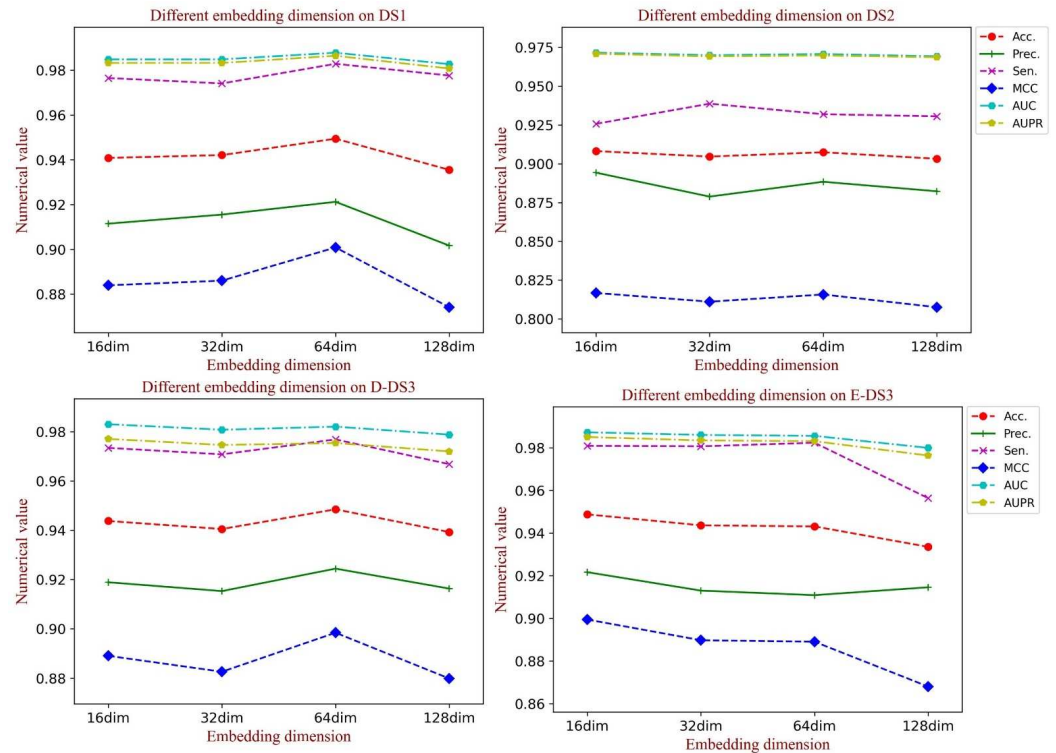 Different embedding dimension on DS1
Numerical value
0.98
0.96
0.94
0.92
0.90
0.88
16dim 32dim 64dim 128dim
Embedding dimension
Different embedding dimension on DS2
Numerical value
0.975
0.950
0.925
0.900
0.875
0.850
0.825
0.800
16dim 32dim 64dim 128dim
Embedding dimension
Acc.
Prec.
Sen.
MCC
AUC
AUPR
Different embedding dimension on D-DS3
Numerical value
0.98
0.96
0.94
0.92
0.90
0.88
16dim 32dim 64dim 128dim
Embedding dimension
Different embedding dimension on E-DS3
Numerical value
0.98
0.96
0.94
0.92
0.90
0.88
0.86
16dim 32dim 64dim 128dim
Embedding dimension
Acc.
Prec.
Sen.
MCC
AUC
AUPR